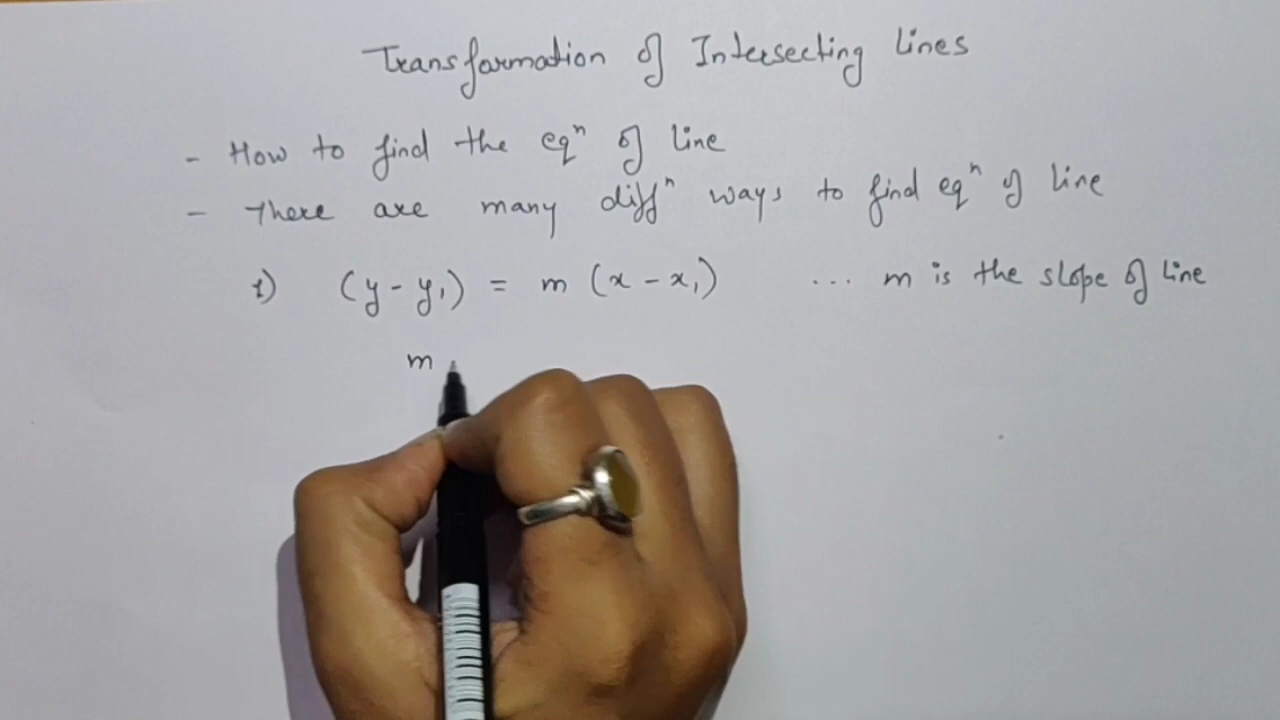 Transformation of Intersecting lines
- How to find the eqⁿ of line
- There are many diffⁿ ways to find eqⁿ of line
1) (y - y₁) = m (x - x₁) ... m is the slope of line
m